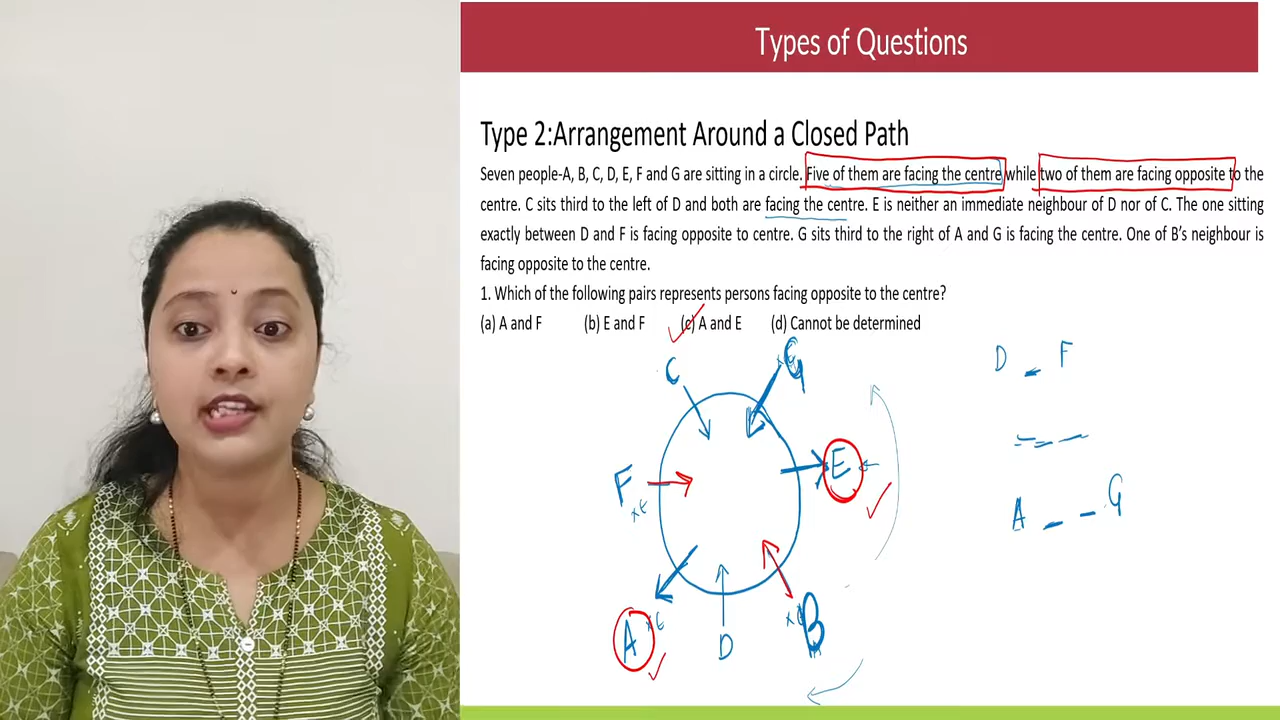 Types of Questions
Type 2:Arrangement Around a Closed Path
Seven people-A, B, C, D, E, F and G are sitting in a circle. Five of them are facing the centre while two of them are facing opposite to the
centre. C sits third to the left of D and both are facing the centre. E is neither an immediate neighbour of D nor of C. The one sitting
exactly between D and F is facing opposite to centre. G sits third to the right of A and G is facing the centre. One of B's neighbour is
facing opposite to the centre.
1. Which of the following pairs represents persons facing opposite to the centre?
(a) A and F (b) E and F (c) A and E (d) Cannot be determined
C G
D _ F
F E
×E
A _ _ G
A ×E D B